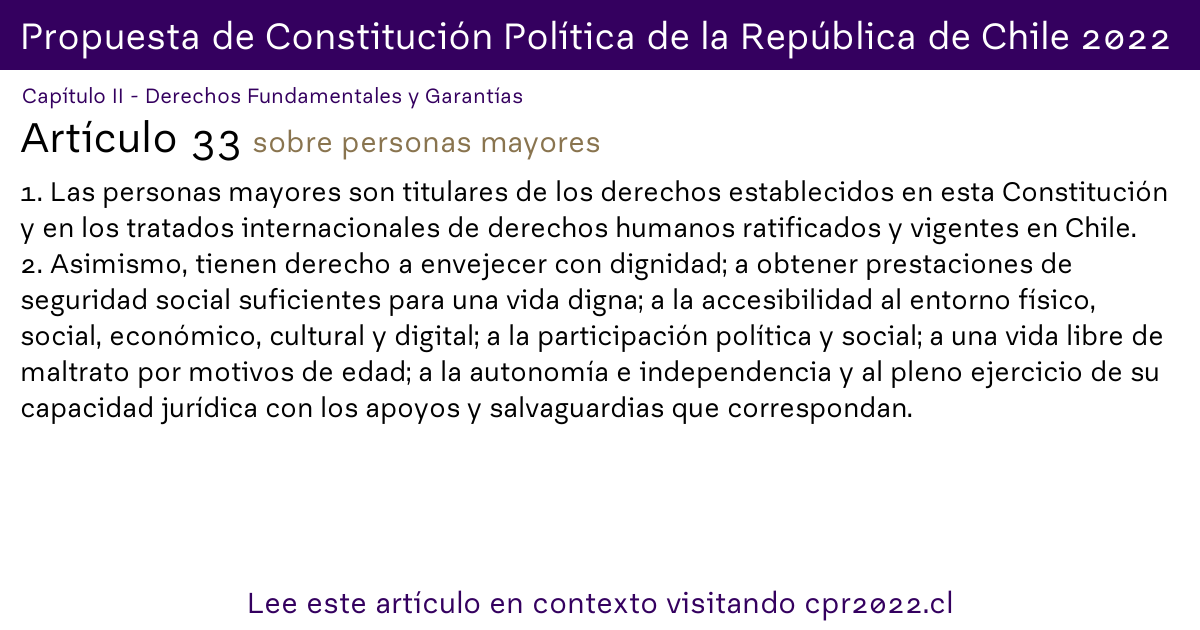 Propuesta de Constitución Política de la República de Chile 2022
Capítulo II - Derechos Fundamentales y Garantías
Artículo 33 sobre personas mayores
1. Las personas mayores son titulares de los derechos establecidos en esta Constitución
y en los tratados internacionales de derechos humanos ratificados y vigentes en Chile.
2. Asimismo, tienen derecho a envejecer con dignidad; a obtener prestaciones de
seguridad social suficientes para una vida digna; a la accesibilidad al entorno físico,
social, económico, cultural y digital; a la participación política y social; a una vida libre de
maltrato por motivos de edad; a la autonomía e independencia y al pleno ejercicio de su
capacidad jurídica con los apoyos y salvaguardias que correspondan.
Lee este artículo en contexto visitando cpr2022.cl